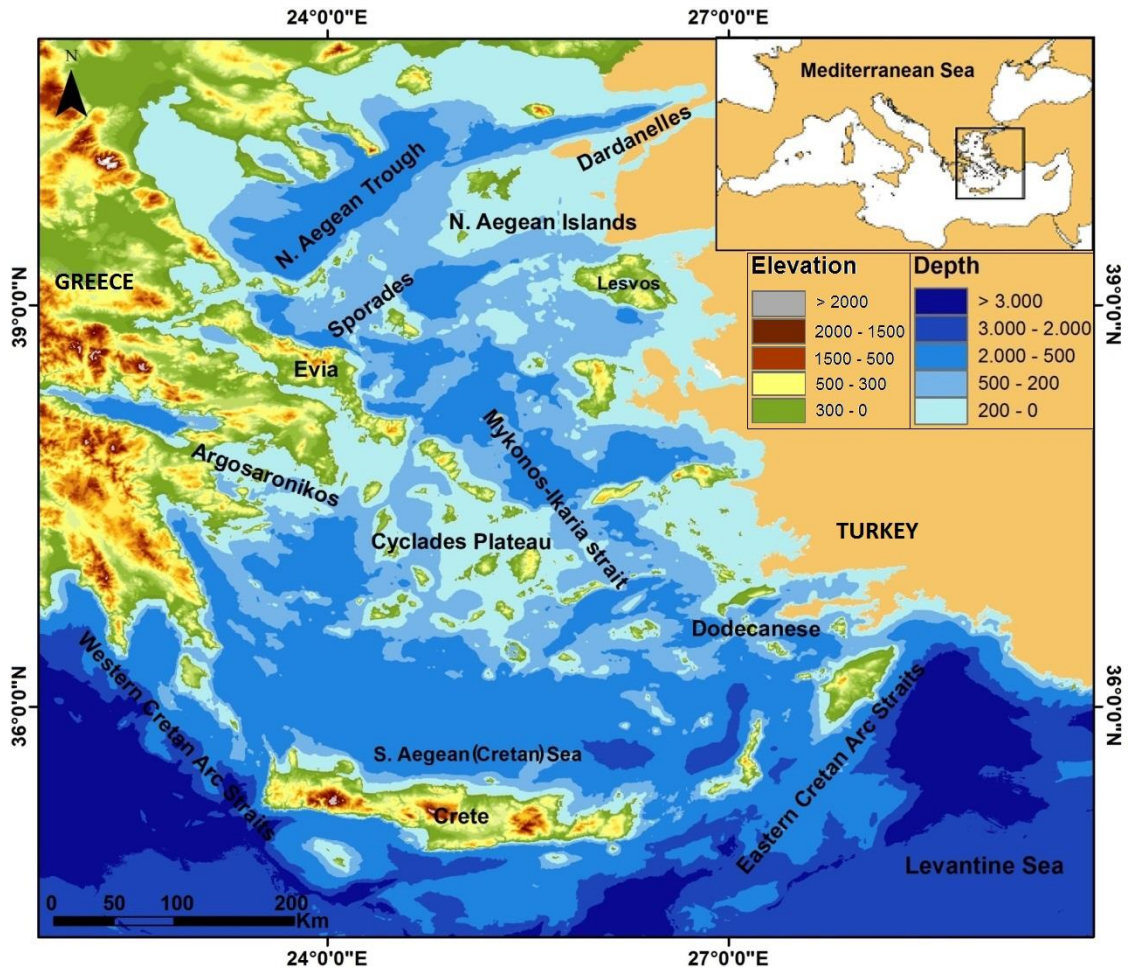 24°0'0"E
27°0'0"E
N
Mediterranean Sea
Dardanelles
N. Aegean Trough
N. Aegean Islands
GREECE
Elevation
> 2000
2000 - 1500
1500 - 500
500 - 300
300 - 0
Depth
> 3.000
3.000 - 2.000
2.000 - 500
500 - 200
200 - 0
39°0'0"N
39°0'0"N
Lesvos
Sporades
Evia
Mykonos-Ikaria strait
Argosaronikos
Cyclades Plateau
TURKEY
Dodecanese
Western Cretan Arc Straits
36°0'0"N
36°0'0"N
S. Aegean (Cretan) Sea
Eastern Cretan Arc Straits
Crete
Levantine Sea
0 50 100 200
Km
24°0'0"E
27°0'0"E